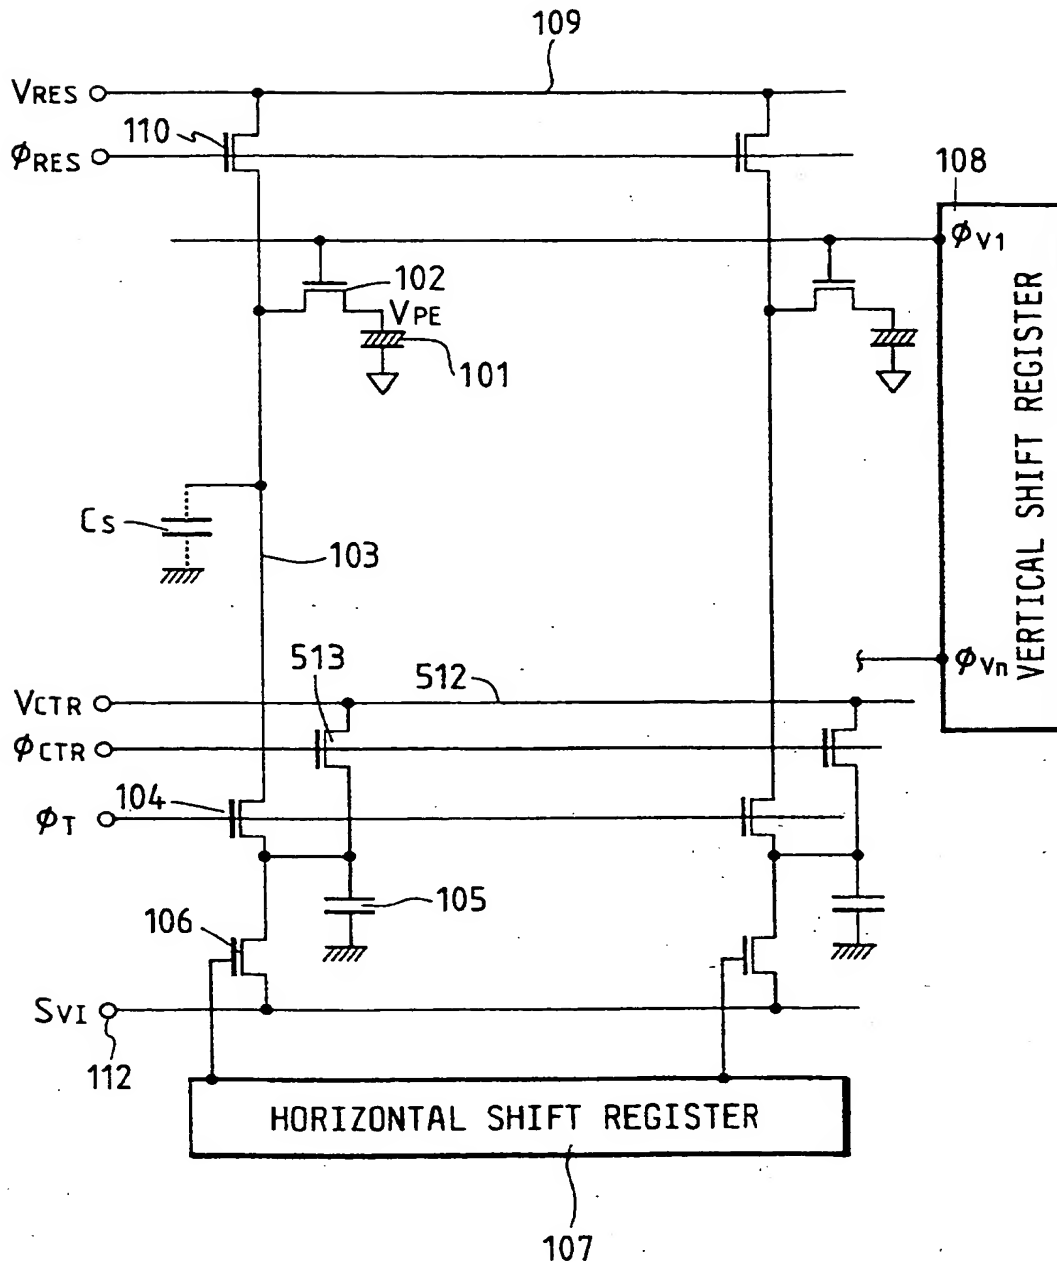 109
VRES
110
ΦRES
108
ΦV1
102
VPE
101
VERTICAL SHIFT REGISTER
CS
103
513
512
ΦVn
VCTR
ΦCTR
104
ΦT
105
106
SVI
112
HORIZONTAL SHIFT REGISTER
107